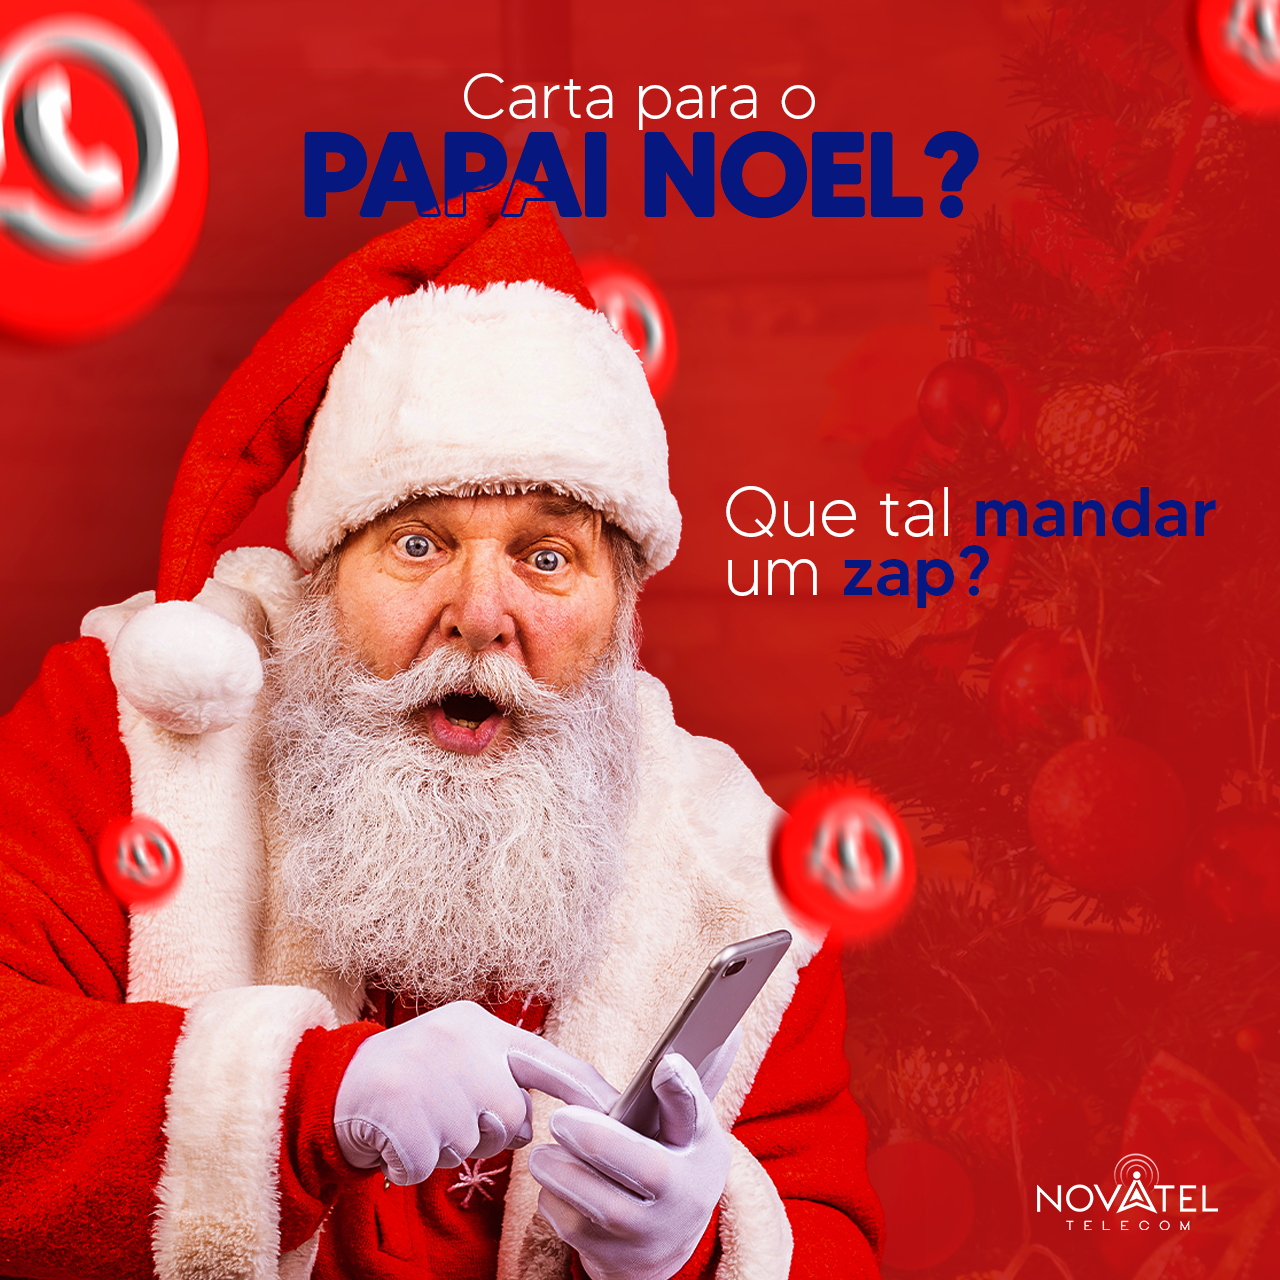 Carta para o
PAPAI NOEL?
Que tal mandar
um zap?
NOVATEL
TELECOM